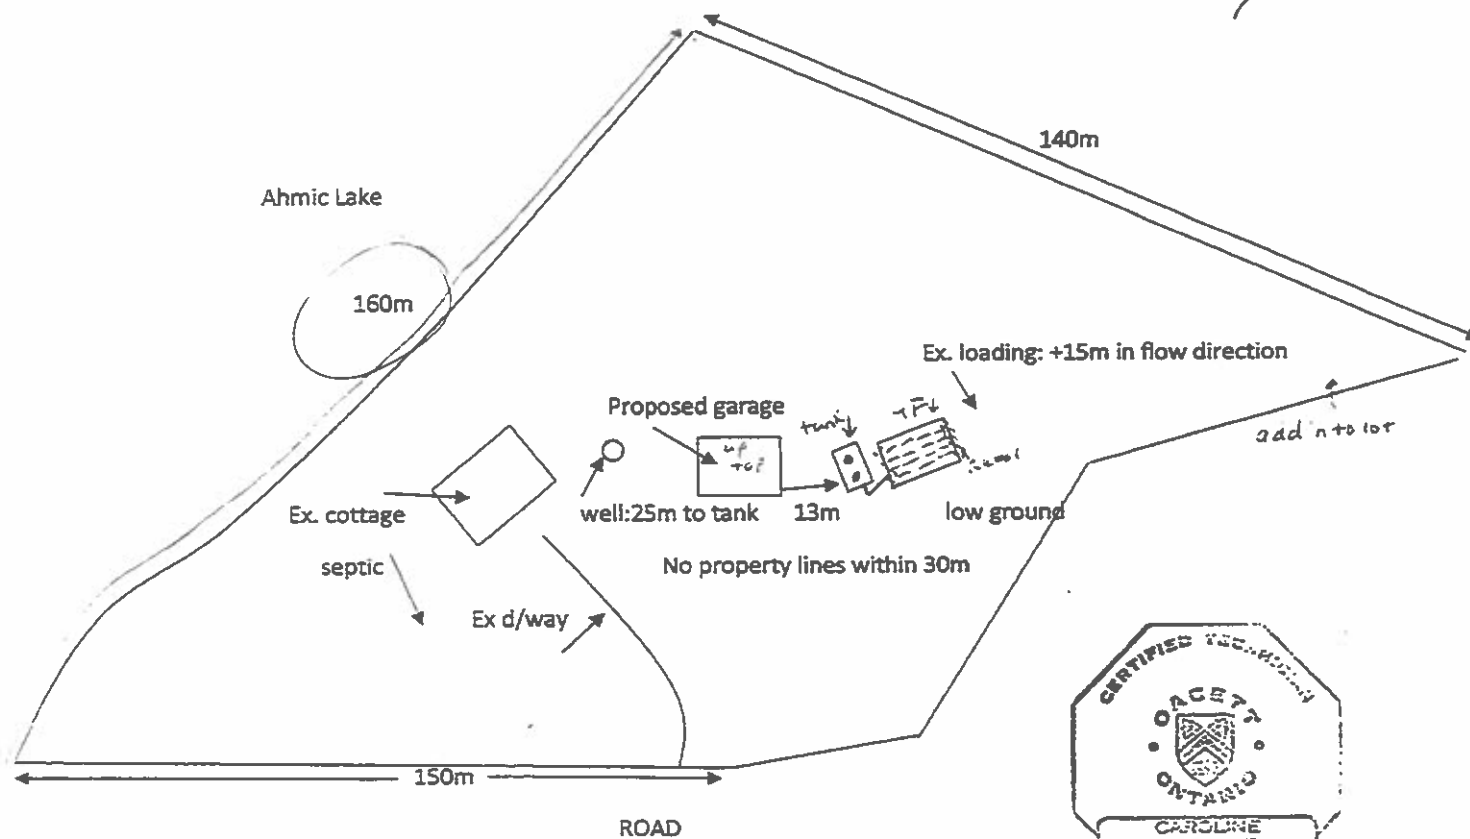 140m
Ahmic Lake
160m
Ex. loading: +15m in flow direction
Proposed garage
tank
add'n to lot
Ex. cottage
well:25m to tank
13m
low ground
septic
No property lines within 30m
Ex d/way
CERTIFIED TECHNICIAN
OACETT
ONTARIO
CAROLINE
150m
ROAD